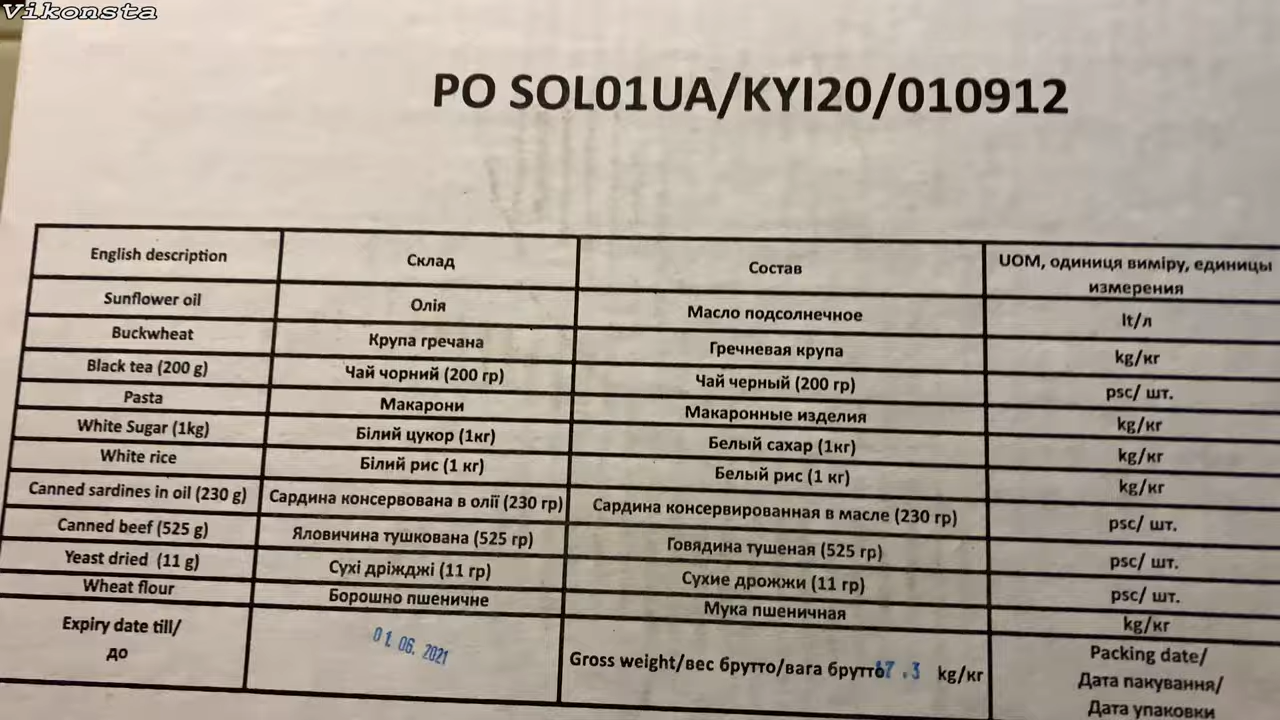 Vikonsta
PO SOL01UA/KYI20/010912
English description Склад Состав UOM, одиниця виміру, единицы измерения
Sunflower oil Олія Масло подсолнечное lt/л
Buckwheat Крупа гречана Гречневая крупа kg/кг
Black tea (200 g) Чай чорний (200 гр) Чай черный (200 гр) psc/ шт.
Pasta Макарони Макаронные изделия kg/кг
White Sugar (1kg) Білий цукор (1кг) Белый сахар (1кг) kg/кг
White rice Білий рис (1 кг) Белый рис (1 кг) kg/кг
Canned sardines in oil (230 g) Сардина консервована в олії (230 гр) Сардина консервированная в масле (230 гр) psc/ шт.
Canned beef (525 g) Яловичина тушкована (525 гр) Говядина тушеная (525 гр) psc/ шт.
Yeast dried (11 g) Сухі дріжджі (11 гр) Сухие дрожжи (11 гр) psc/ шт.
Wheat flour Борошно пшеничне Мука пшеничная kg/кг
Expiry date till/
до
01.06.2021
Gross weight/вес брутто/вага брутто 17.3 kg/кг
Packing date/
Дата пакування/
Дата упаковки